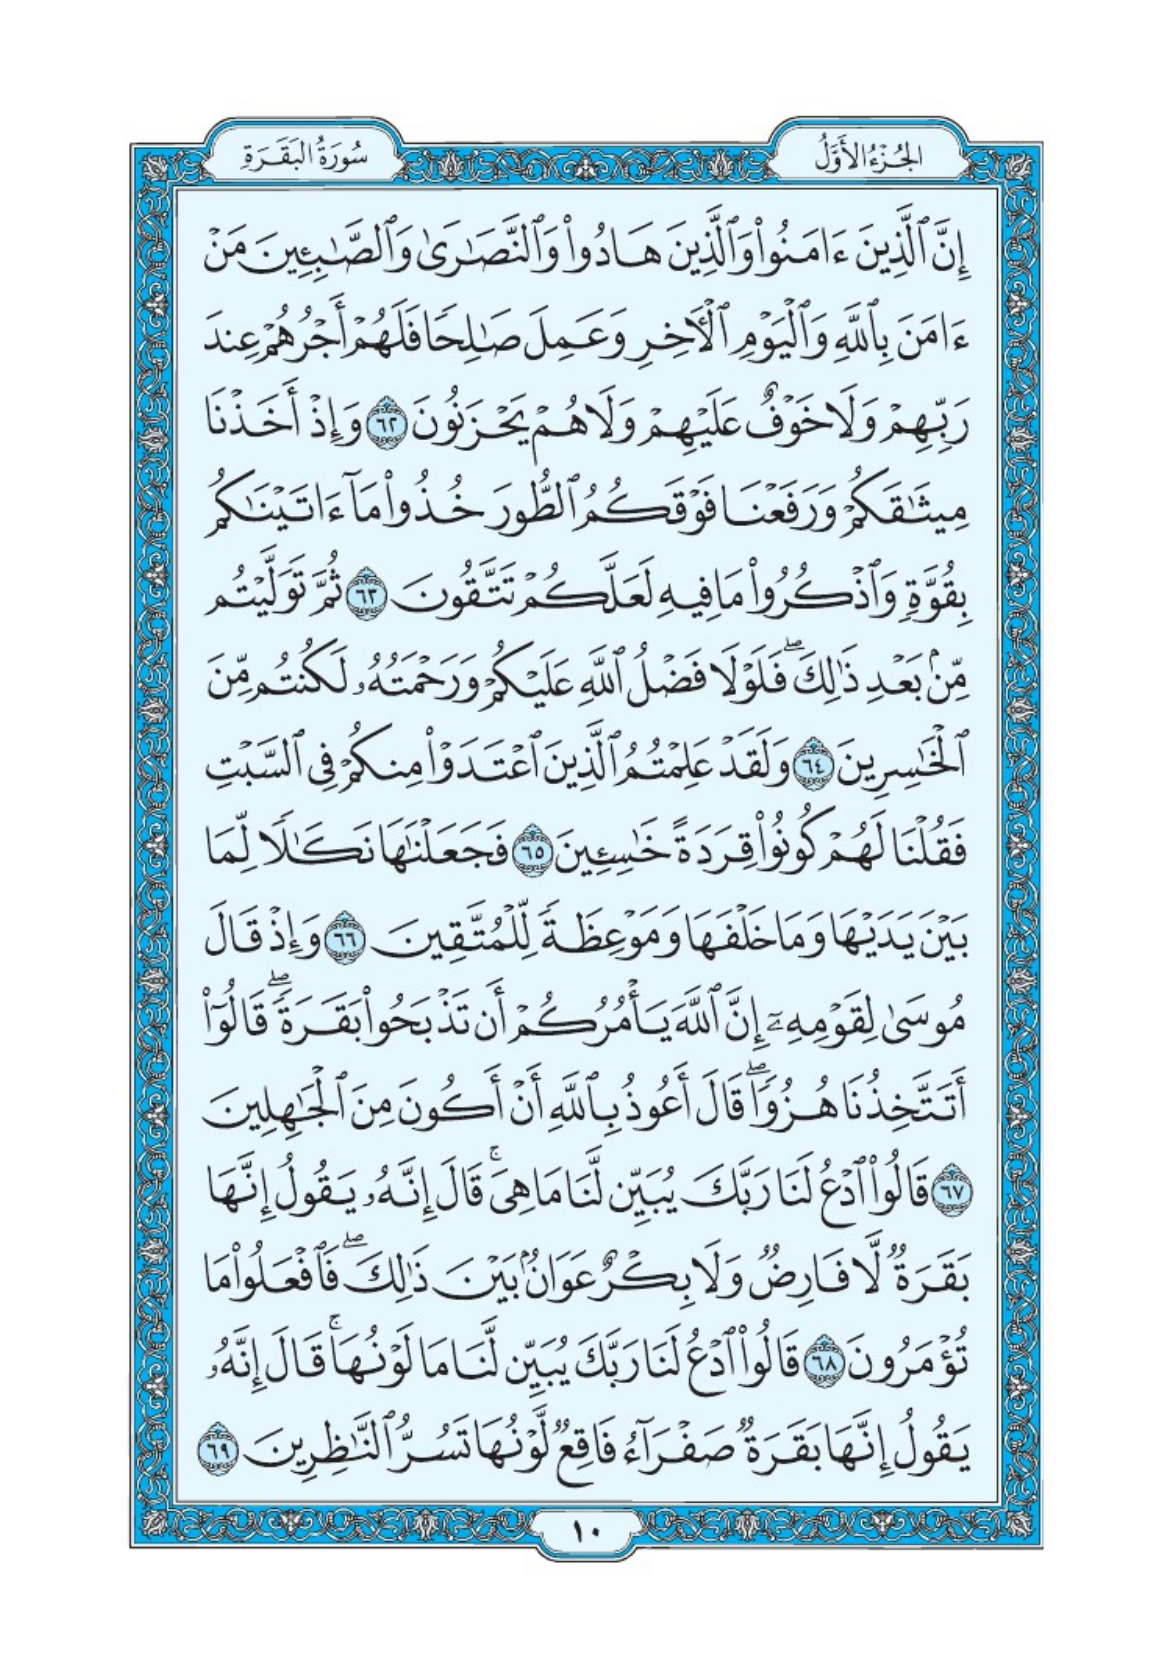 الجُزْءُ الأَوَّلُ
سُورَةُ البَقَرَةِ
إِنَّ ٱلَّذِينَ ءَامَنُوا۟ وَٱلَّذِينَ هَادُوا۟ وَٱلنَّصَـٰرَىٰ وَٱلصَّـٰبِـِٔينَ مَنْ
ءَامَنَ بِٱللَّهِ وَٱلْيَوْمِ ٱلْـَٔاخِرِ وَعَمِلَ صَـٰلِحًا فَلَهُمْ أَجْرُهُمْ عِندَ
رَبِّهِمْ وَلَا خَوْفٌ عَلَيْهِمْ وَلَا هُمْ يَحْزَنُونَ ٦٢ وَإِذْ أَخَذْنَا
مِيثَـٰقَكُمْ وَرَفَعْنَا فَوْقَكُمُ ٱلطُّورَ خُذُوا۟ مَآ ءَاتَيْنَـٰكُم
بِقُوَّةٍ وَٱذْكُرُوا۟ مَا فِيهِ لَعَلَّكُمْ تَتَّقُونَ ٦٣ ثُمَّ تَوَلَّيْتُم
مِّنۢ بَعْدِ ذَٰلِكَ ۖ فَلَوْلَا فَضْلُ ٱللَّهِ عَلَيْكُمْ وَرَحْمَتُهُۥ لَكُنتُم مِّنَ
ٱلْخَـٰسِرِينَ ٦٤ وَلَقَدْ عَلِمْتُمُ ٱلَّذِينَ ٱعْتَدَوْا۟ مِنكُمْ فِى ٱلسَّبْتِ
فَقُلْنَا لَهُمْ كُونُوا۟ قِرَدَةً خَـٰسِـِٔينَ ٦٥ فَجَعَلْنَـٰهَا نَكَـٰلًا لِّمَا
بَيْنَ يَدَيْهَا وَمَا خَلْفَهَا وَمَوْعِظَةً لِّلْمُتَّقِينَ ٦٦ وَإِذْ قَالَ
مُوسَىٰ لِقَوْمِهِۦٓ إِنَّ ٱللَّهَ يَأْمُرُكُمْ أَن تَذْبَحُوا۟ بَقَرَةً ۖ قَالُوٓا۟
أَتَتَّخِذُنَا هُزُوًا ۖ قَالَ أَعُوذُ بِٱللَّهِ أَنْ أَكُونَ مِنَ ٱلْجَـٰهِلِينَ
٦٧ قَالُوا۟ ٱدْعُ لَنَا رَبَّكَ يُبَيِّن لَّنَا مَا هِىَ ۚ قَالَ إِنَّهُۥ يَقُولُ إِنَّهَا
بَقَرَةٌ لَّا فَارِضٌ وَلَا بِكْرٌ عَوَانٌۢ بَيْنَ ذَٰلِكَ ۖ فَٱفْعَلُوا۟ مَا
تُؤْمَرُونَ ٦٨ قَالُوا۟ ٱدْعُ لَنَا رَبَّكَ يُبَيِّن لَّنَا مَا لَوْنُهَا ۚ قَالَ إِنَّهُۥ
يَقُولُ إِنَّهَا بَقَرَةٌ صَفْرَآءُ فَاقِعٌ لَّوْنُهَا تَسُرُّ ٱلنَّـٰظِرِينَ ٦٩
١٠